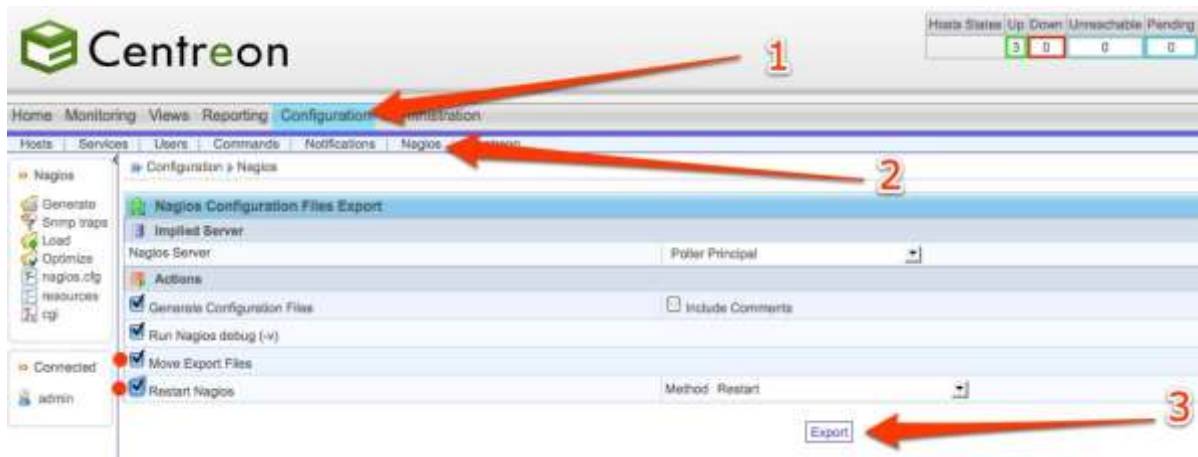 Centreon
Hosts States Up Down Unreachable Pending
3 0 0 0
1
Home Monitoring Views Reporting Configuration
Hosts | Services | Users | Commands | Notifications | Nagios
2
Nagios
Configuration > Nagios
Generate
Snmp traps
Load
Optimize
nagios.cfg
resources
cgi
Nagios Configuration Files Export
Implied Server
Nagios Server Poller Principal
Actions
Generate Configuration Files Include Comments
Run Nagios debug (-v)
Move Export Files
Restart Nagios Method Restart
Connected
admin
Export
3